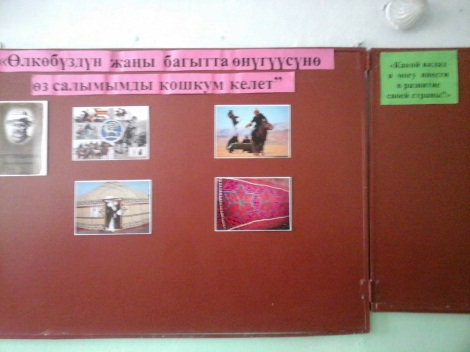 «Өлкөбүздүн жаңы багытта өнүгүүсүнө
өз салымымды кошкум келет”
«Какой вклад
я могу внести
в развитие
своей страны?»